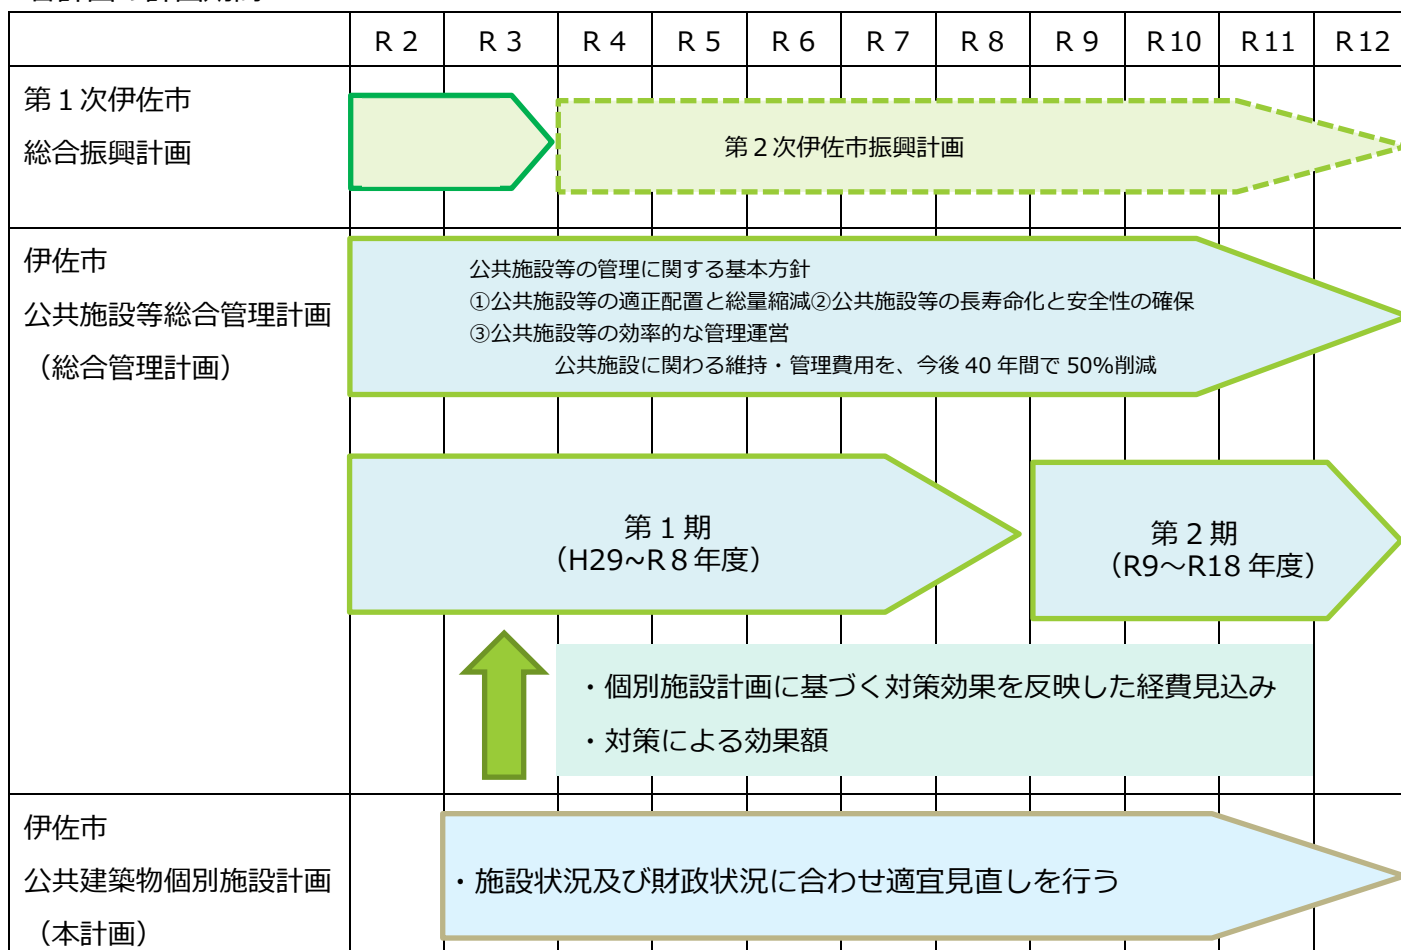 R 2 R 3 R 4 R 5 R 6 R 7 R 8 R 9 R10 R11 R12
第１次伊佐市
総合振興計画
第２次伊佐市振興計画
伊佐市
公共施設等総合管理計画
（総合管理計画）
公共施設等の管理に関する基本方針
①公共施設等の適正配置と総量縮減②公共施設等の長寿命化と安全性の確保
③公共施設等の効率的な管理運営
公共施設に関わる維持・管理費用を、今後 40 年間で 50%削減
第１期
（H29~R８年度）
第２期
（R9～R18 年度）
・個別施設計画に基づく対策効果を反映した経費見込み
・対策による効果額
伊佐市
公共建築物個別施設計画
（本計画）
・施設状況及び財政状況に合わせ適宜見直しを行う